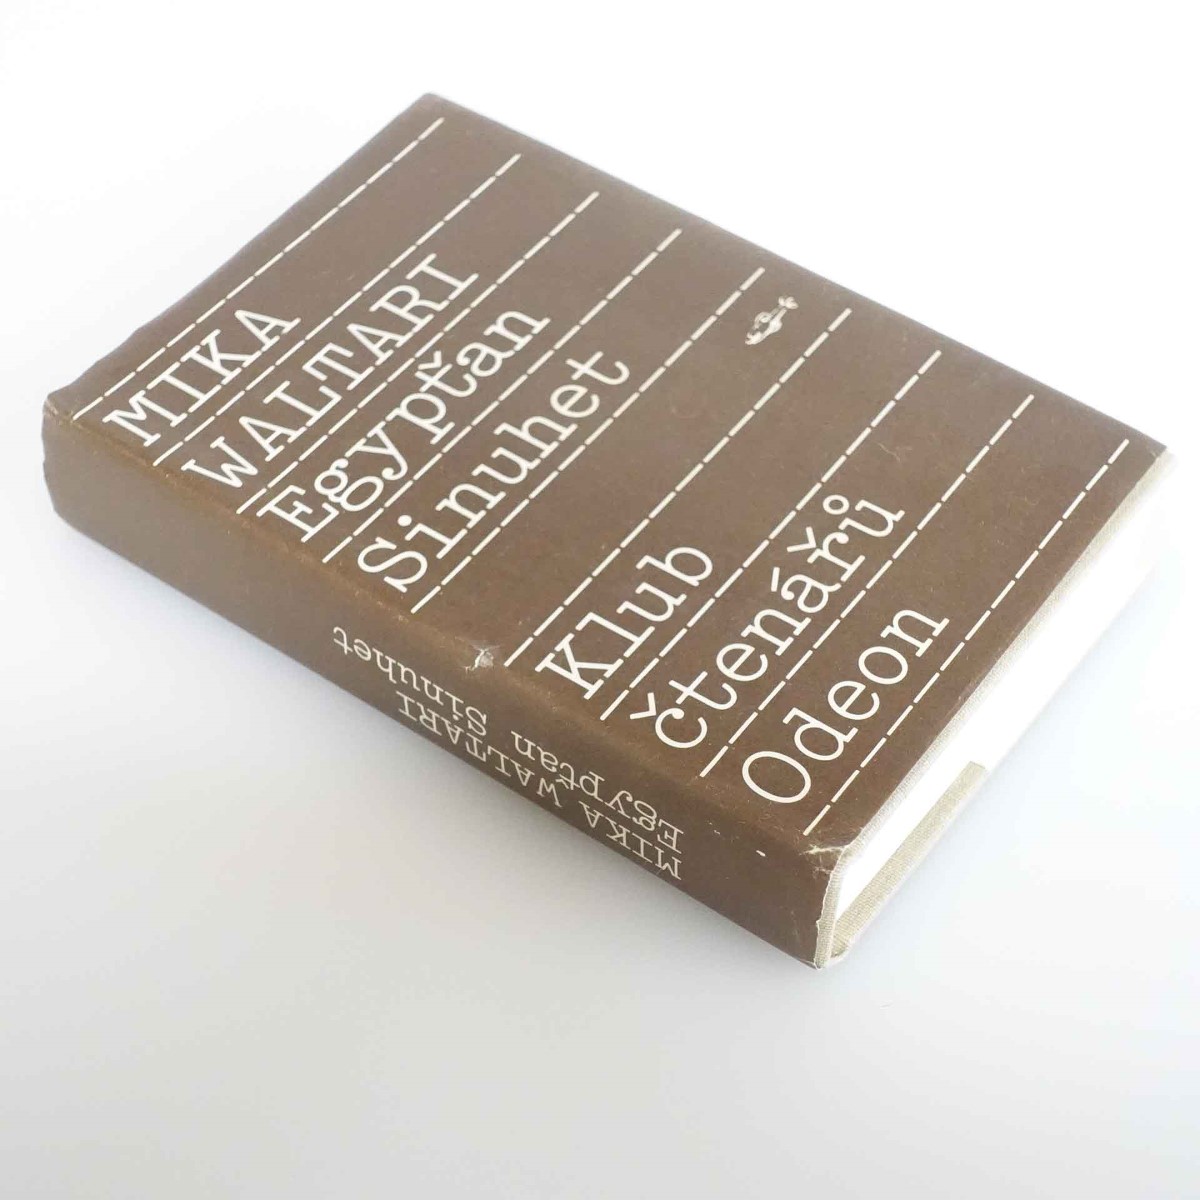 MIKA
WALTARI
Egypťan
Sinuhet
Klub
čtenářů
Odeon
MIKA WALTARI
Egypťan Sinuhet